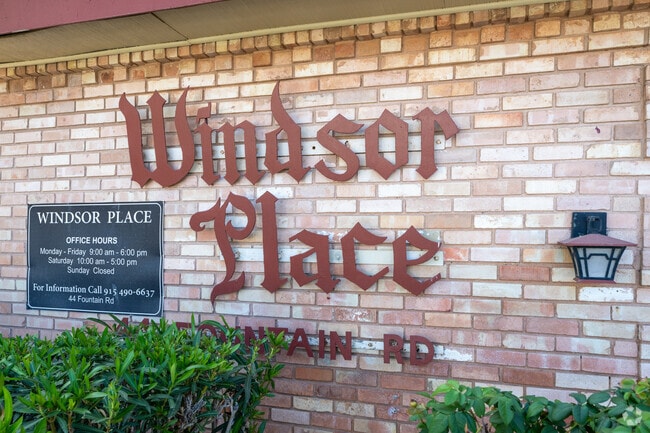 Windsor
Place
44 FOUNTAIN RD
WINDSOR PLACE
OFFICE HOURS
Monday - Friday 9:00 am - 6:00 pm
Saturday 10:00 am - 5:00 pm
Sunday Closed
For Information Call 915-490-6637
44 Fountain Rd